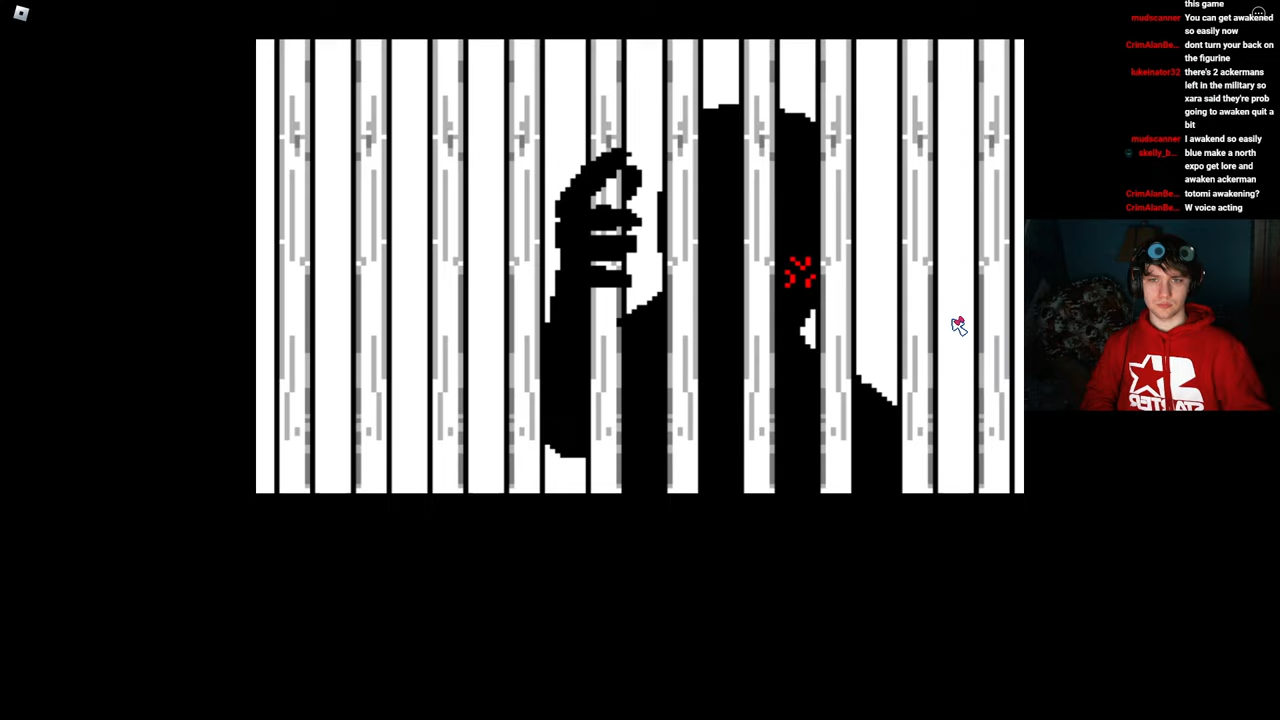 this game
mudscanner You can get awakened
so easily now
CrimAlanBe... dont turn your back on
the figurine
lukeinator32 there's 2 ackermans
left in the military so
xara said they're prob
going to awaken quit a
bit
mudscanner I awakend so easily
skelly_b... blue make a north
expo get lore and
awaken ackerman
CrimAlanBe... totomi awakening?
CrimAlanBe... W voice acting